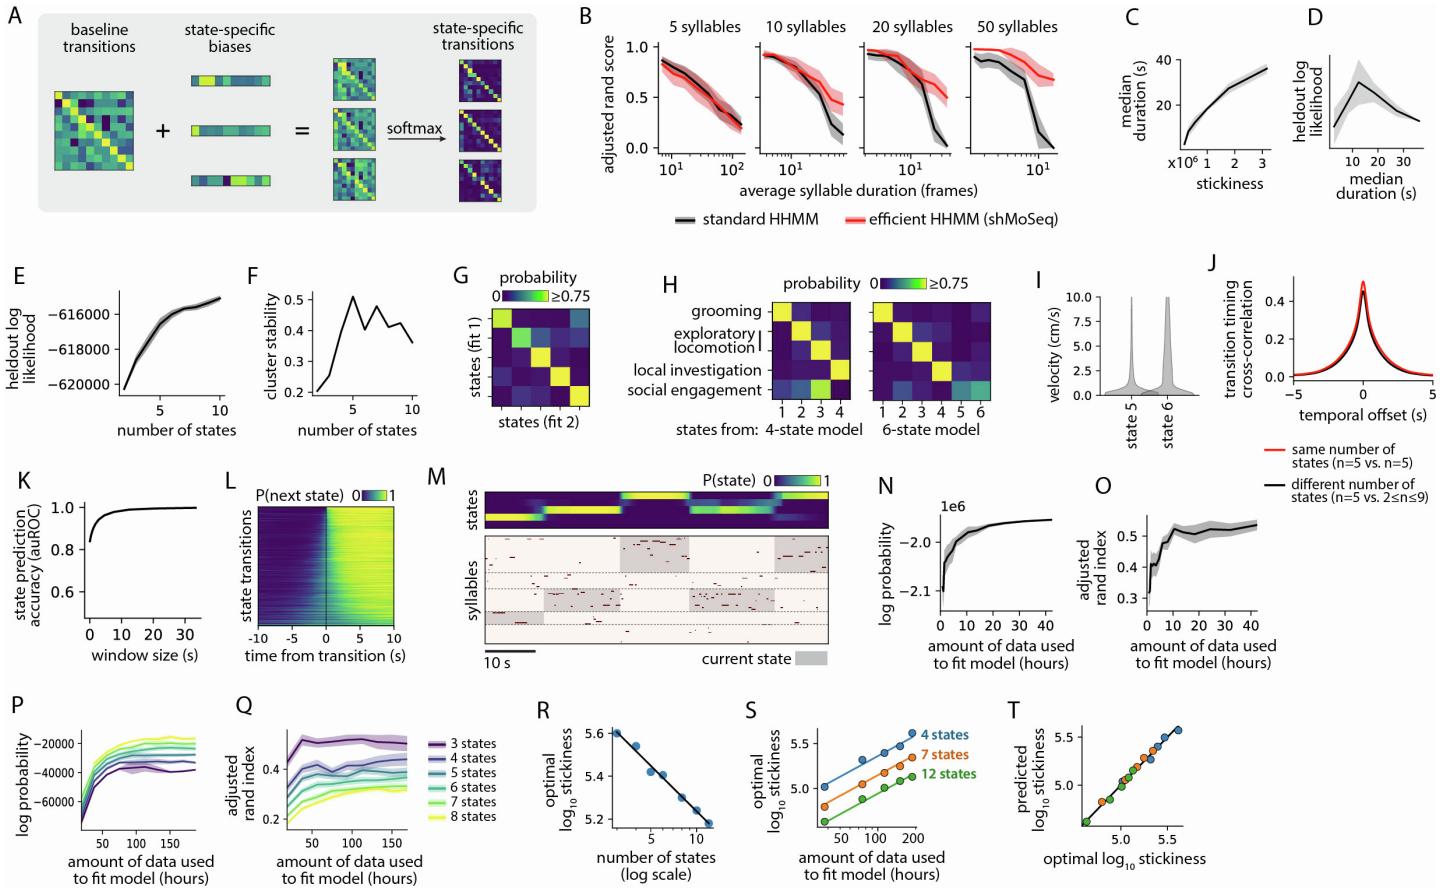 A
baseline
transitions
state-specific
biases
state-specific
transitions
+
=
softmax
B
5 syllables
10 syllables
20 syllables
50 syllables
adjusted rand score
1.0
0.5
0.0
10¹
10²
10¹
10¹
10¹
average syllable duration (frames)
standard HHMM
efficient HHMM (shMoSeq)
C
median
duration (s)
40
20
x10⁶ 1 2 3
stickiness
D
heldout log
likelihood
10 20 30
median
duration (s)
E
heldout log
likelihood
−616000
−618000
−620000
5 10
number of states
F
cluster stability
0.5
0.4
0.3
0.2
5 10
number of states
G
probability
0 ≥0.75
states (fit 1)
states (fit 2)
H
probability 0 ≥0.75
grooming
exploratory
locomotion
local investigation
social engagement
1 2 3 4
1 2 3 4 5 6
states from: 4-state model 6-state model
I
velocity (cm/s)
10.0
7.5
5.0
2.5
0.0
state 5
state 6
J
transition timing
cross-correlation
0.4
0.2
0.0
−5 0 5
temporal offset (s)
same number of
states (n=5 vs. n=5)
different number of
states (n=5 vs. 2≤n≤9)
K
state prediction
accuracy (auROC)
1.0
0.8
0.6
0 10 20 30
window size (s)
L
P(next state) 0 1
state transitions
-10 -5 0 5 10
time from transition (s)
M
P(state) 0 1
states
syllables
10 s
current state
N
1e6
log probability
−2.0
−2.1
0 10 20 30 40
amount of data used
to fit model (hours)
O
adjusted
rand index
0.5
0.4
0.3
0 10 20 30 40
amount of data used
to fit model (hours)
P
log probability
−20000
−40000
−60000
50 100 150
amount of data used
to fit model (hours)
Q
adjusted
rand index
0.4
0.2
50 100 150
amount of data used
to fit model (hours)
3 states
4 states
5 states
6 states
7 states
8 states
R
optimal
log₁₀ stickiness
5.6
5.4
5.2
5 10
number of states
(log scale)
S
optimal
log₁₀ stickiness
5.5
5.0
4 states
7 states
12 states
50 100 200
amount of data used
to fit model (hours)
T
predicted
log₁₀ stickiness
5.5
5.0
5.0 5.5
optimal log₁₀ stickiness